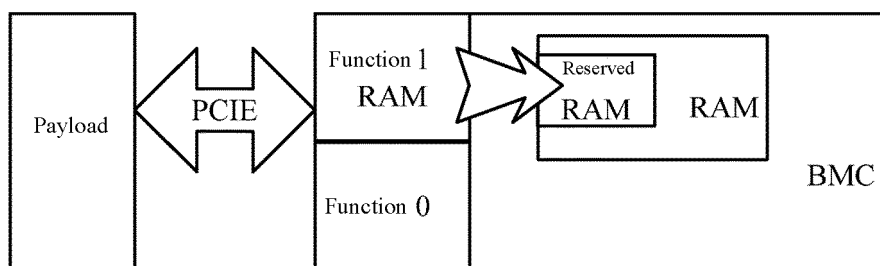 Payload
PCIE
Function 1
RAM
Function 0
Reserved
RAM
RAM
BMC